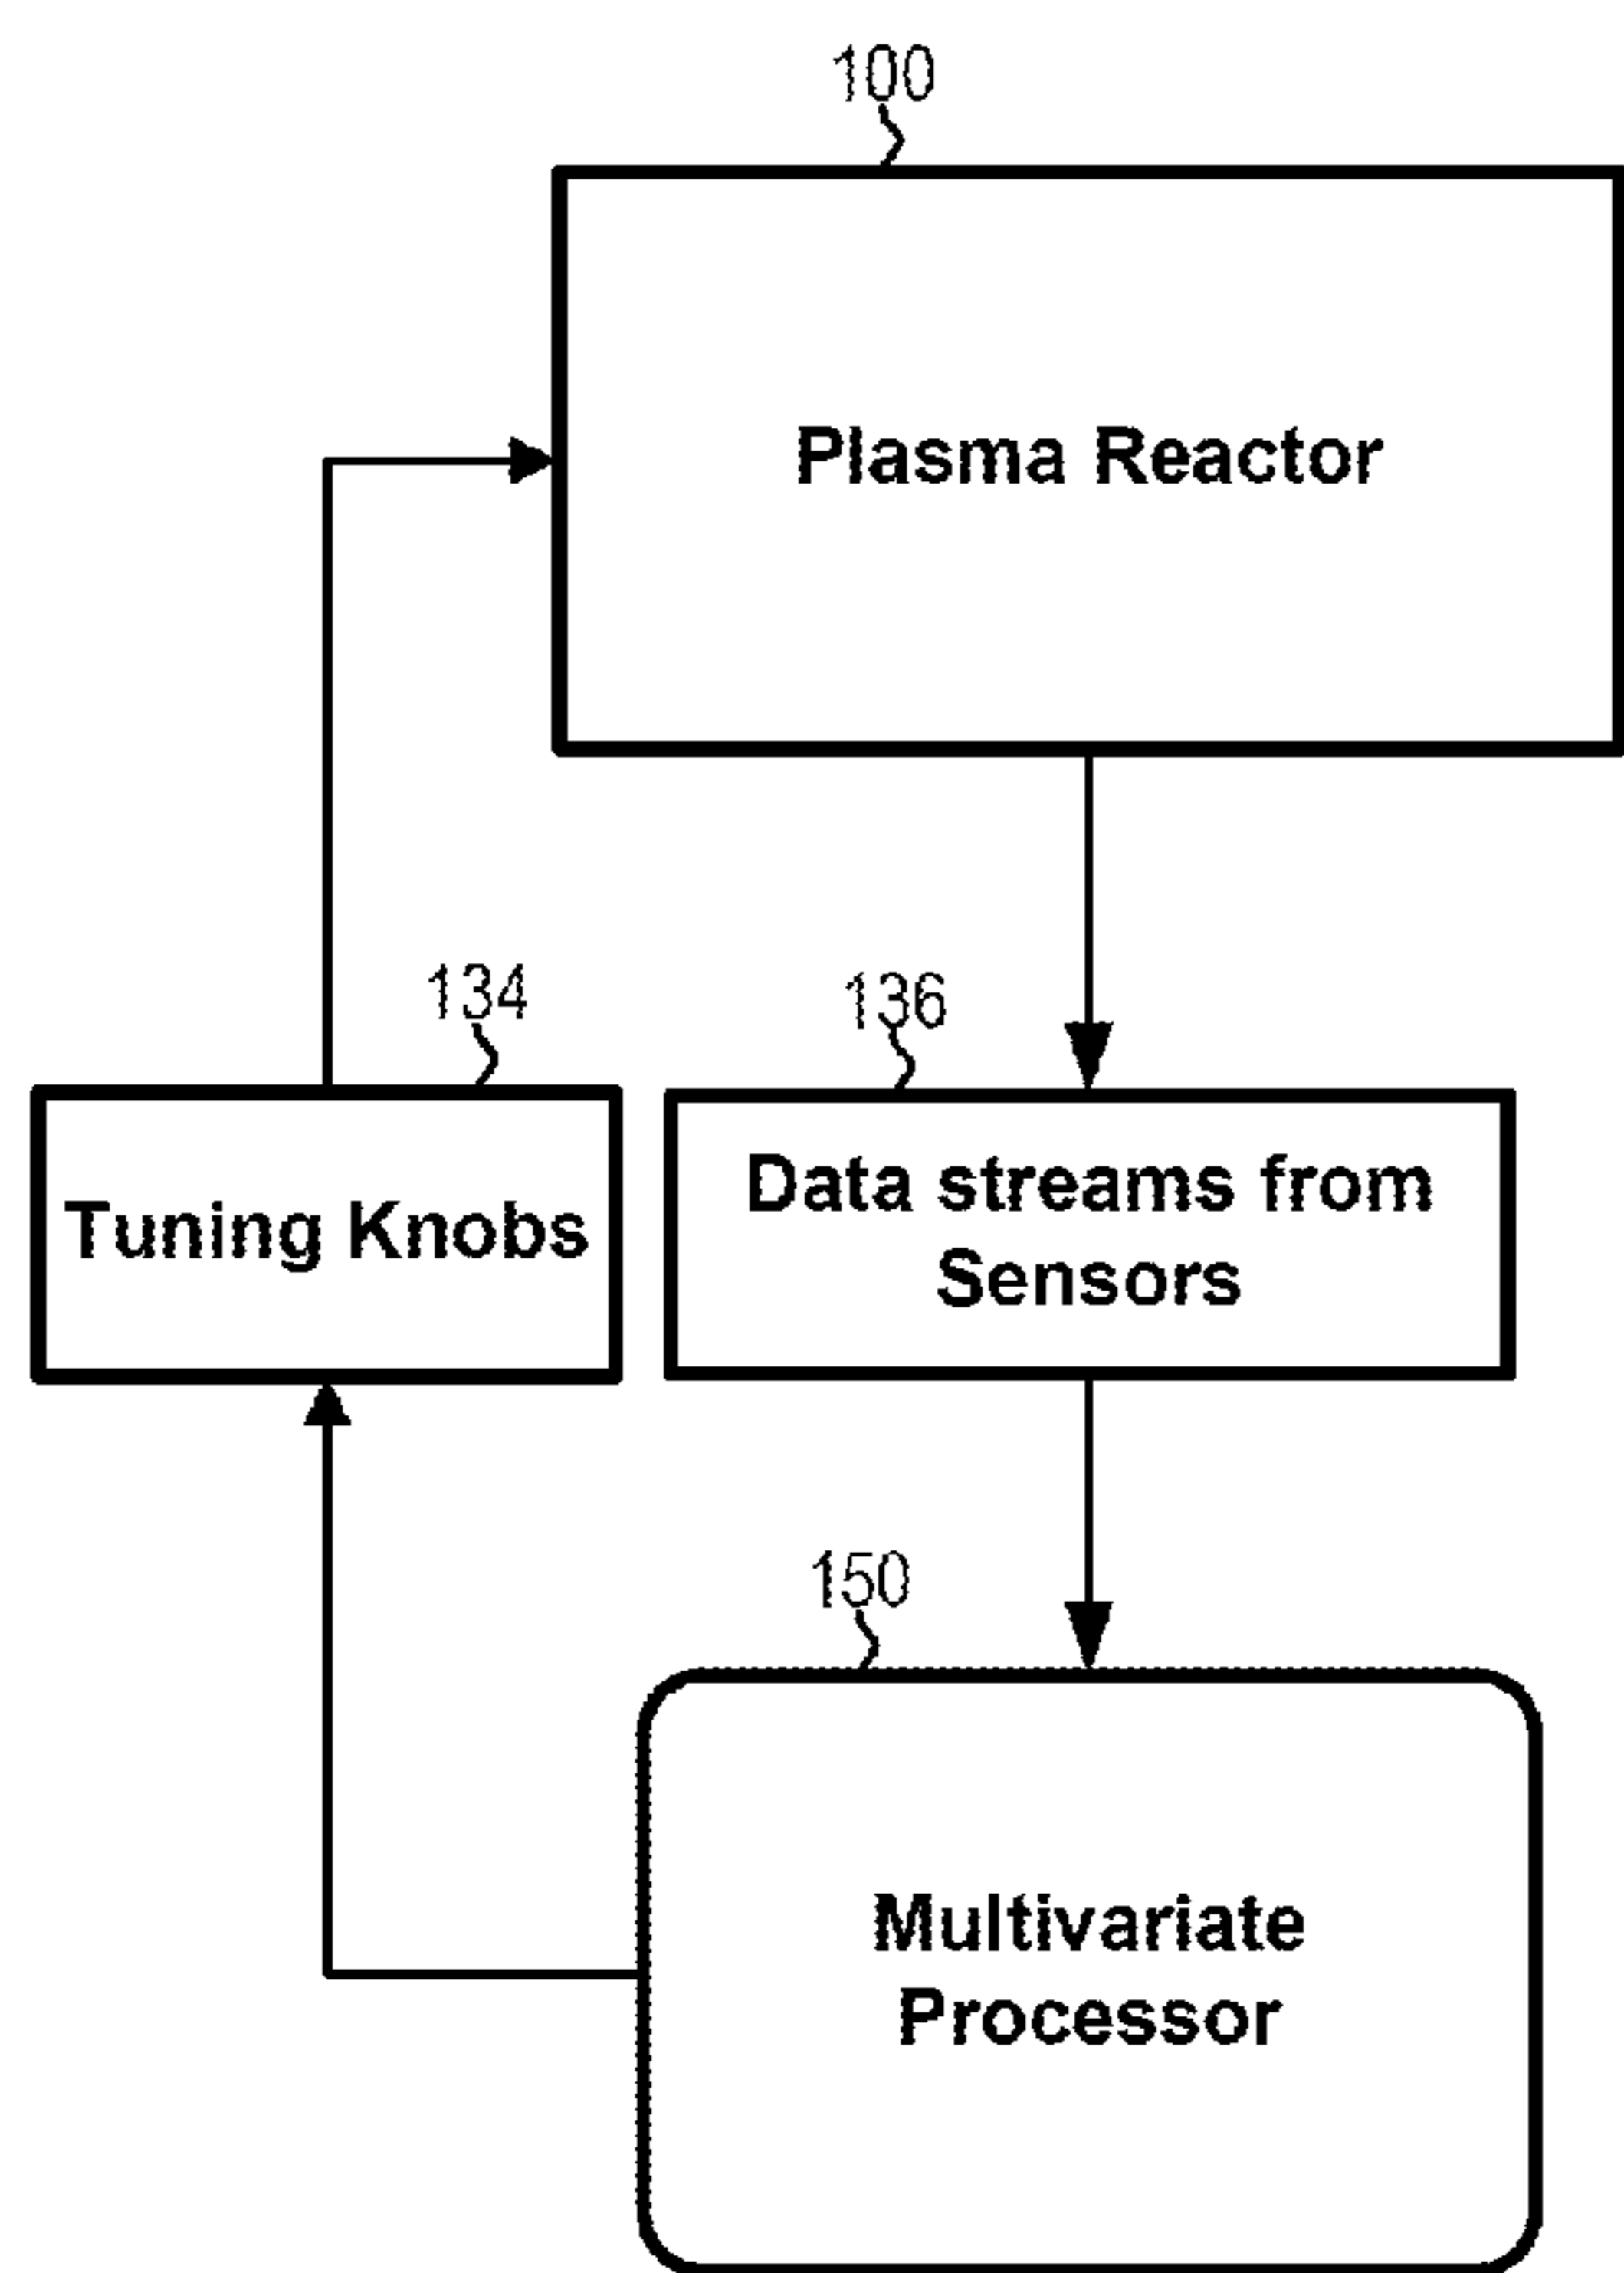 100
Plasma Reactor
134
136
Tuning Knobs
Data streams from
Sensors
150
Multivariate
Processor